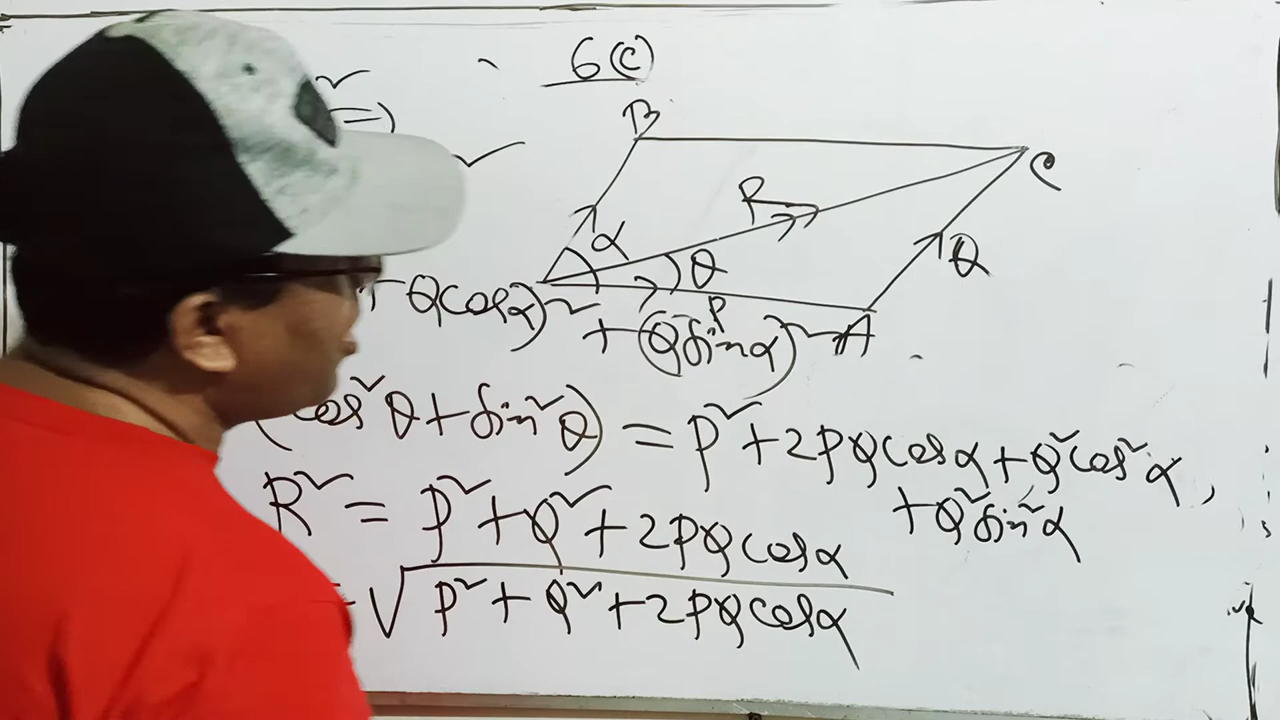 6(C)
=)
B
C
R
α
θ
Q
P
A
+ Qcosα)² + (Qsinα)²
(cos²θ + sin²θ) = P² + 2PQcosα + Q²cos²α,
+ Q²sin²α
R² = P² + Q² + 2PQcosα
√P² + Q² + 2PQcosα